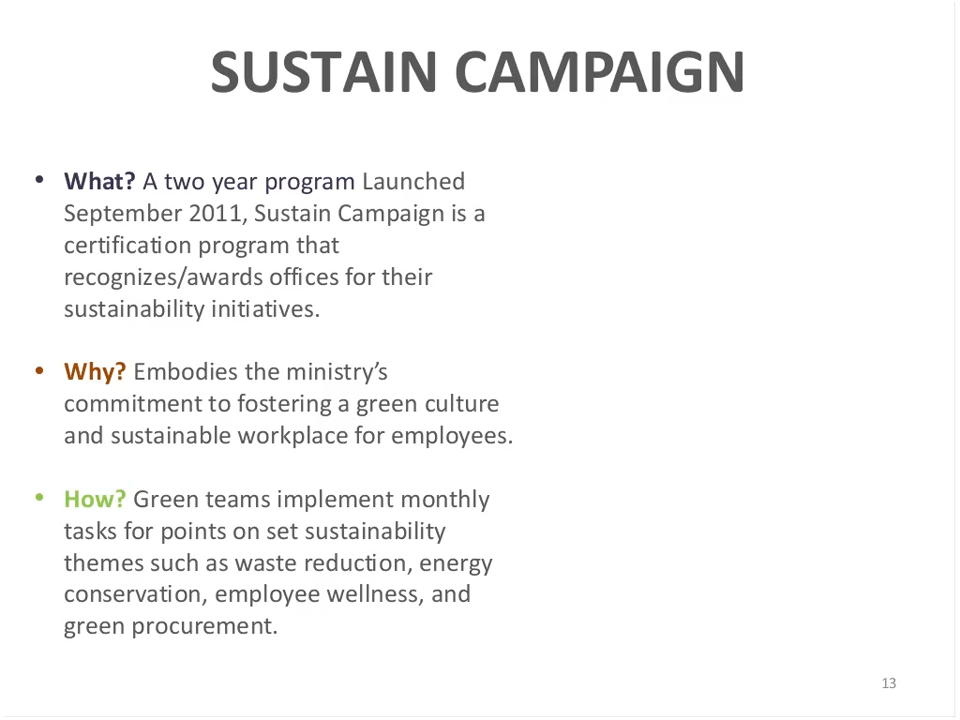 SUSTAIN CAMPAIGN
• What? A two year program Launched
September 2011, Sustain Campaign is a
certification program that
recognizes/awards offices for their
sustainability initiatives.
• Why? Embodies the ministry’s
commitment to fostering a green culture
and sustainable workplace for employees.
• How? Green teams implement monthly
tasks for points on set sustainability
themes such as waste reduction, energy
conservation, employee wellness, and
green procurement.
13